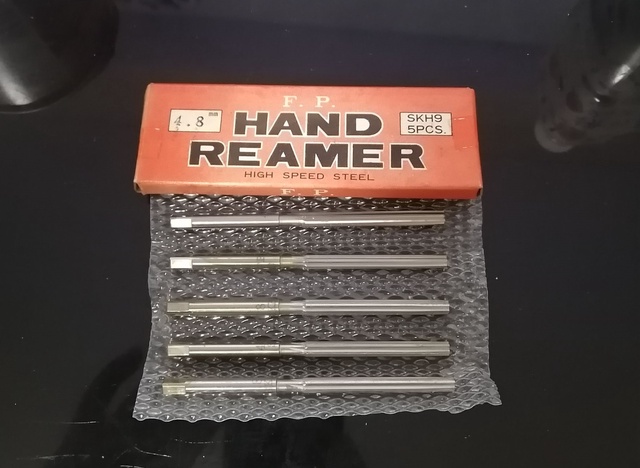 F. P.
4.8 mm
HAND
SKH9
5PCS.
REAMER
HIGH SPEED STEEL
F. P.